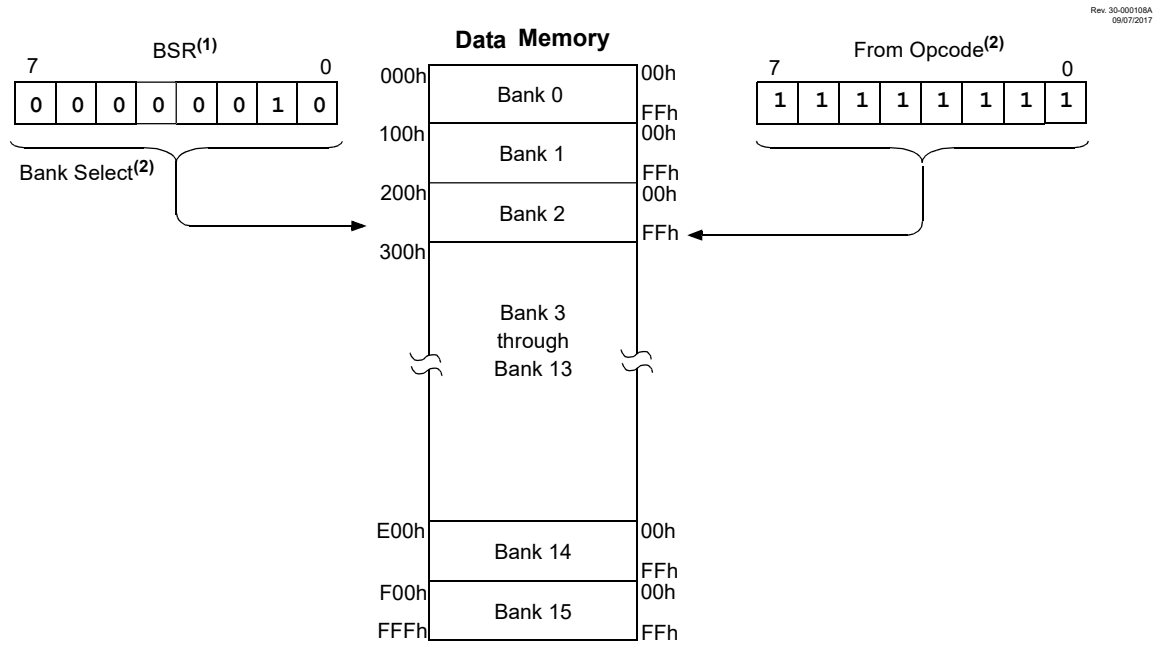 Rev. 30-000108A
09/07/2017
Data Memory
BSR(1)
From Opcode(2)
7 0
7 0
0 0 0 0 0 0 1 0
1 1 1 1 1 1 1 1
Bank Select(2)
000h Bank 0 00h
FFh
100h Bank 1 00h
FFh
200h Bank 2 00h
FFh
300h
Bank 3
through
Bank 13
E00h Bank 14 00h
FFh
F00h Bank 15 00h
FFFh FFh